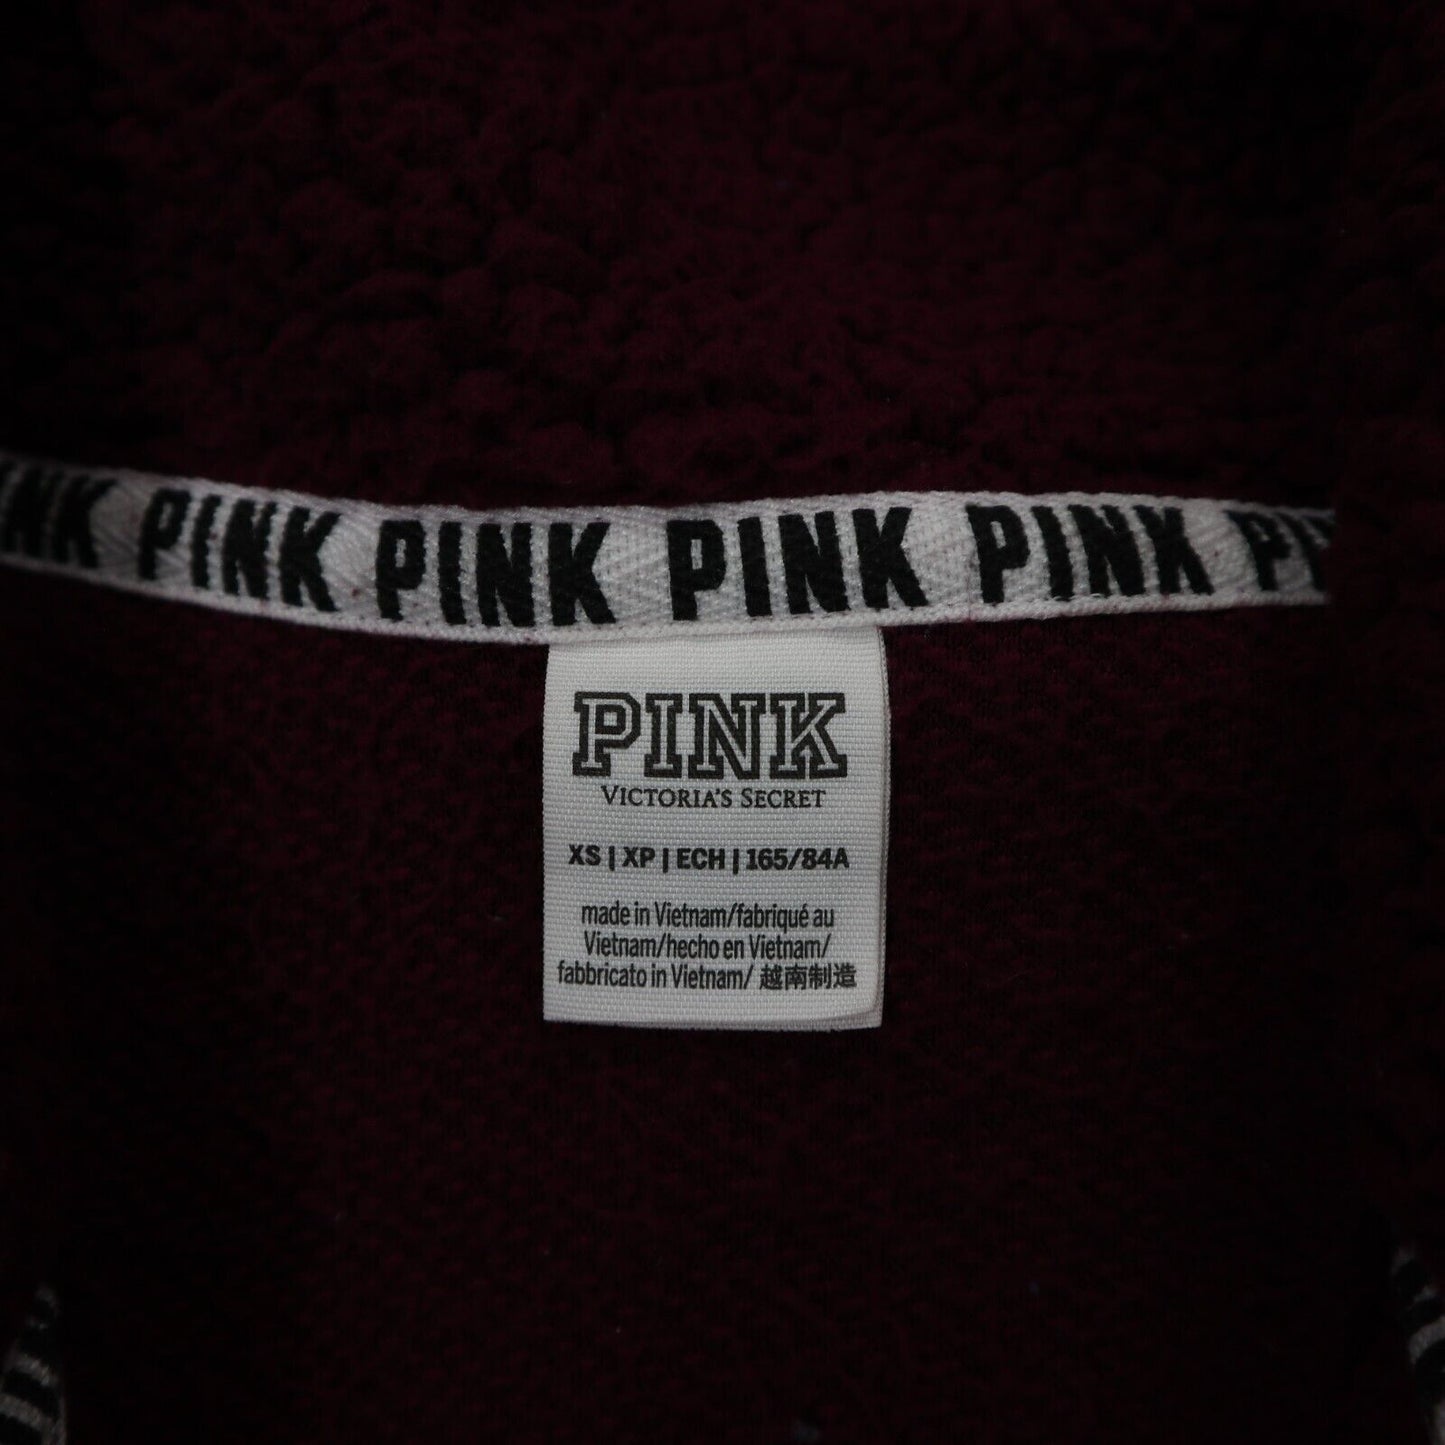 PINK PINK PINK PINK
PINK
VICTORIA'S SECRET
XS | XP | ECH | 165/84A
made in Vietnam/fabriqué au
Vietnam/hecho en Vietnam/
fabbricato in Vietnam/ 越南制造